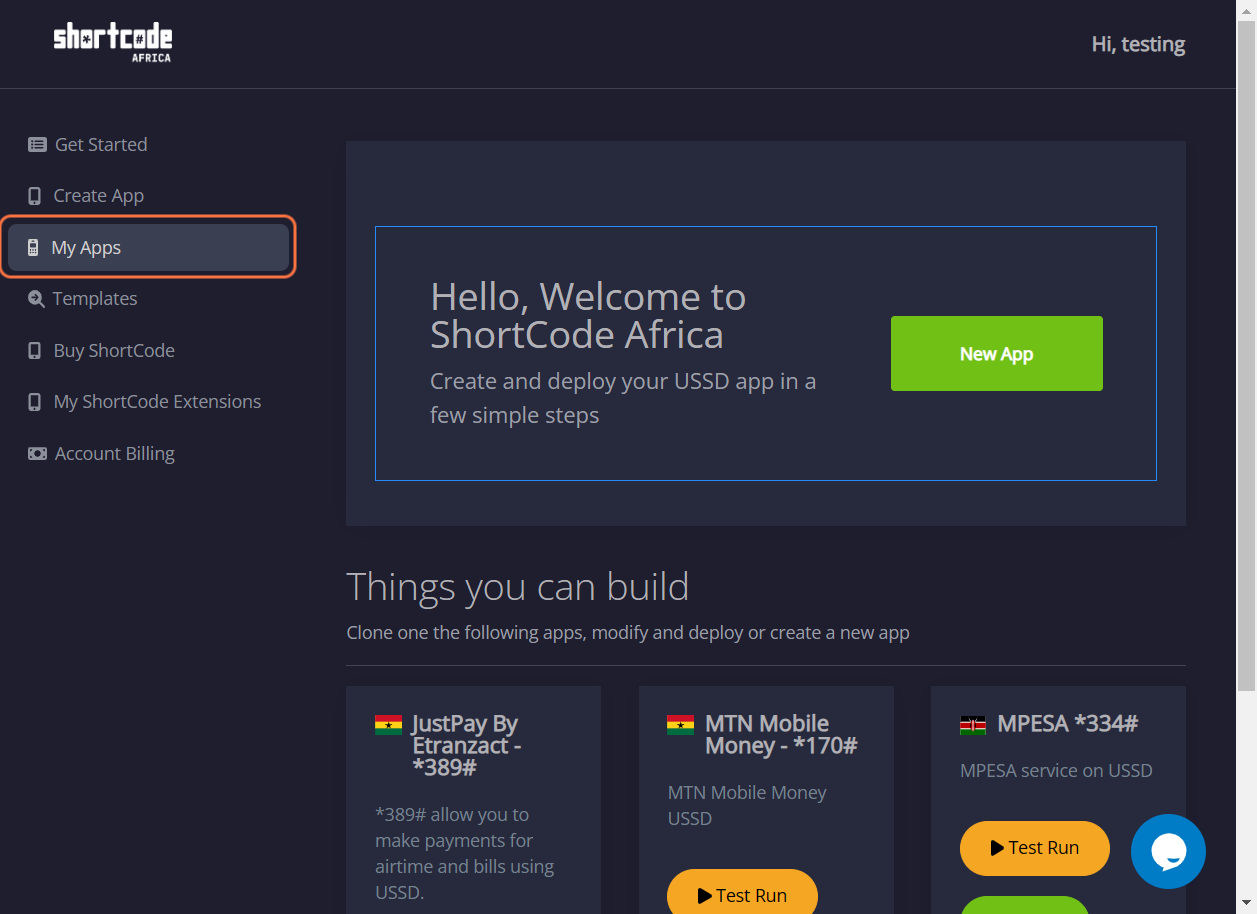 shortcode
AFRICA
Hi, testing
Get Started
Create App
My Apps
Templates
Buy ShortCode
My ShortCode Extensions
Account Billing
Hello, Welcome to
ShortCode Africa
Create and deploy your USSD app in a
few simple steps
New App
Things you can build
Clone one the following apps, modify and deploy or create a new app
JustPay By
Etranzact -
*389#
*389# allow you to
make payments for
airtime and bills using
USSD.
MTN Mobile
Money - *170#
MTN Mobile Money
USSD
Test Run
MPESA *334#
MPESA service on USSD
Test Run